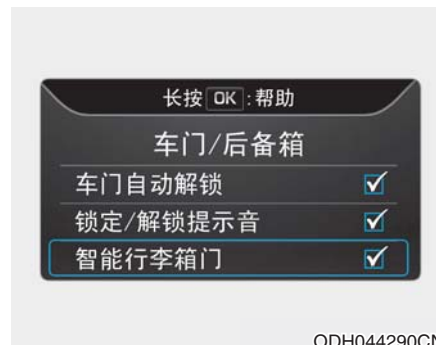 长按 OK :帮助
车门/后备箱
车门自动解锁
锁定/解锁提示音
智能行李箱门
ODH044290CN